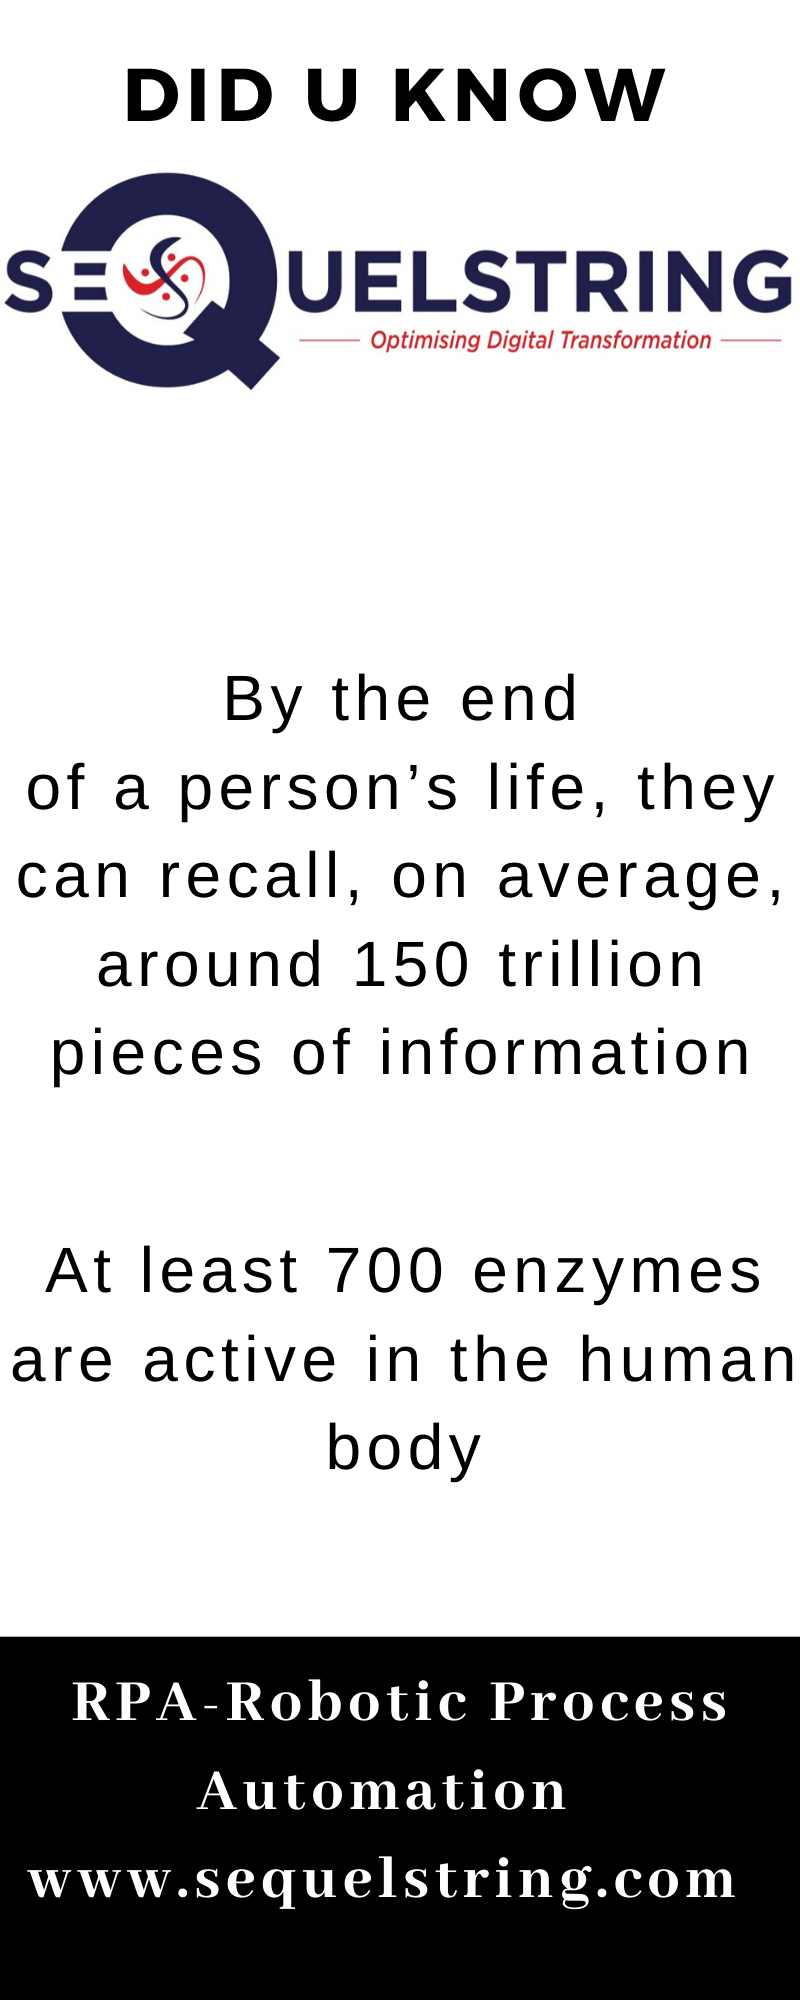 DID U KNOW
SEQUELSTRING
Optimising Digital Transformation
By the end
of a person’s life, they
can recall, on average,
around 150 trillion
pieces of information
At least 700 enzymes
are active in the human
body
RPA-Robotic Process
Automation
www.sequelstring.com